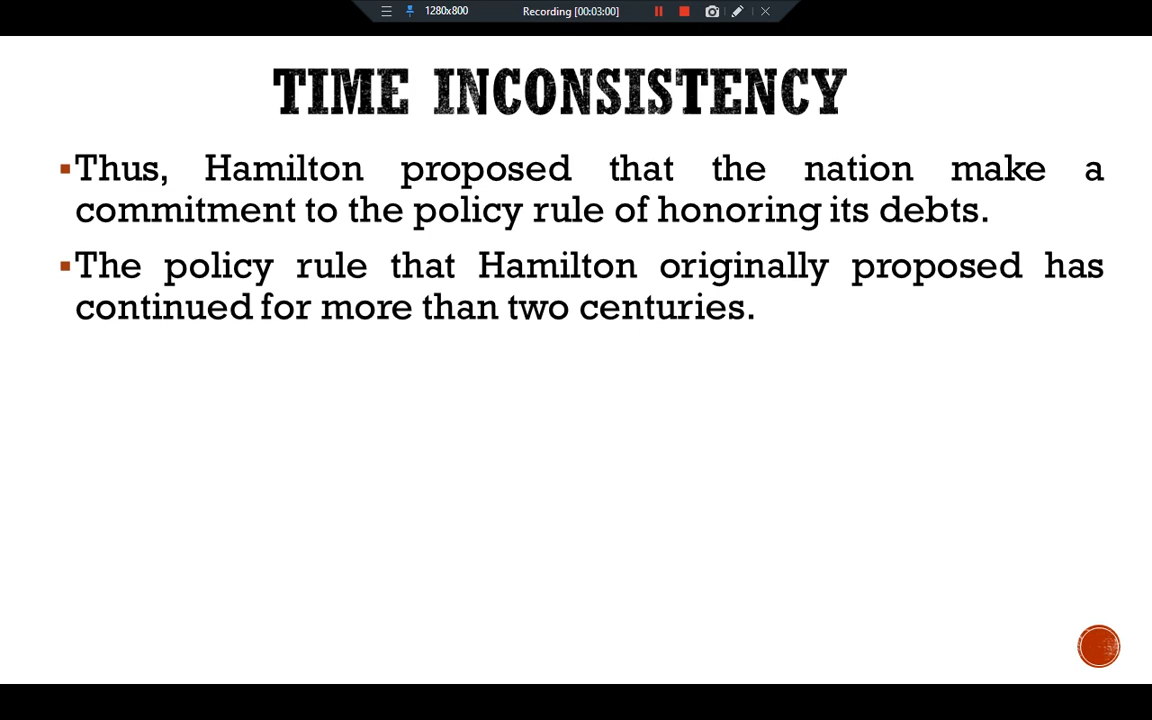 1280x800 Recording [00:03:00]
TIME INCONSISTENCY
▪Thus, Hamilton proposed that the nation make a
commitment to the policy rule of honoring its debts.
▪The policy rule that Hamilton originally proposed has
continued for more than two centuries.